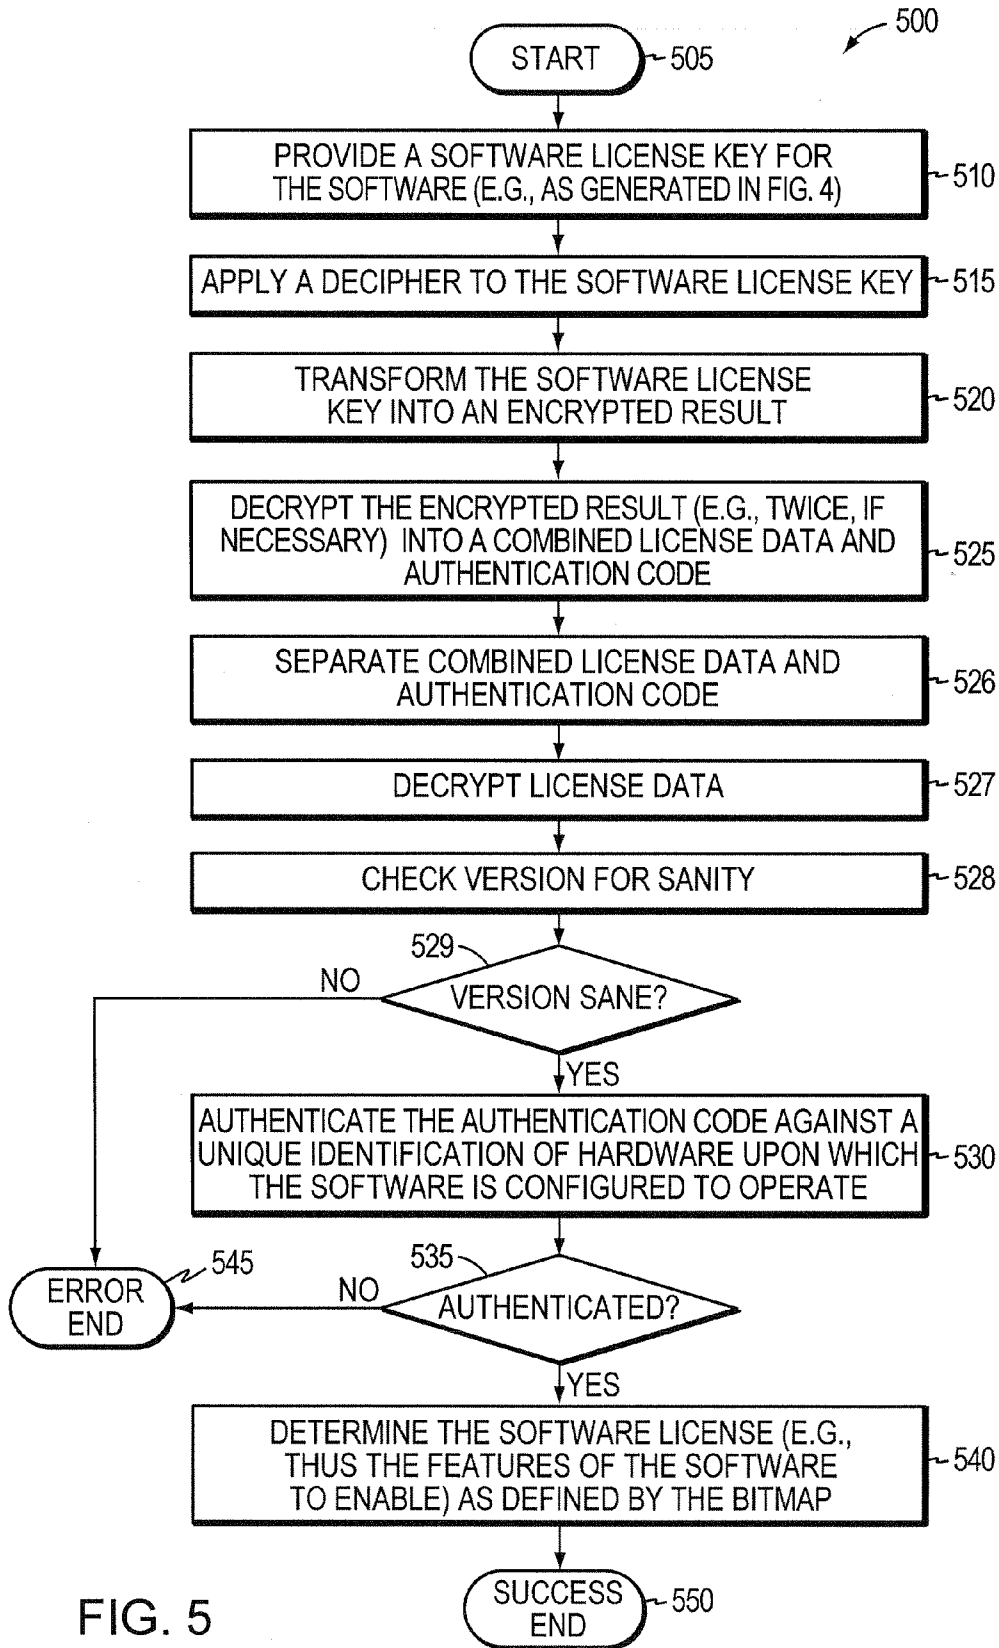 500
START
505
PROVIDE A SOFTWARE LICENSE KEY FOR
THE SOFTWARE (E.G., AS GENERATED IN FIG. 4)
510
APPLY A DECIPHER TO THE SOFTWARE LICENSE KEY
515
TRANSFORM THE SOFTWARE LICENSE
KEY INTO AN ENCRYPTED RESULT
520
DECRYPT THE ENCRYPTED RESULT (E.G., TWICE, IF
NECESSARY) INTO A COMBINED LICENSE DATA AND
AUTHENTICATION CODE
525
SEPARATE COMBINED LICENSE DATA AND
AUTHENTICATION CODE
526
DECRYPT LICENSE DATA
527
CHECK VERSION FOR SANITY
528
529
NO
VERSION SANE?
YES
AUTHENTICATE THE AUTHENTICATION CODE AGAINST A
UNIQUE IDENTIFICATION OF HARDWARE UPON WHICH
THE SOFTWARE IS CONFIGURED TO OPERATE
530
545
ERROR
END
535
NO
AUTHENTICATED?
YES
DETERMINE THE SOFTWARE LICENSE (E.G.,
THUS THE FEATURES OF THE SOFTWARE
TO ENABLE) AS DEFINED BY THE BITMAP
540
SUCCESS
END
550
FIG. 5